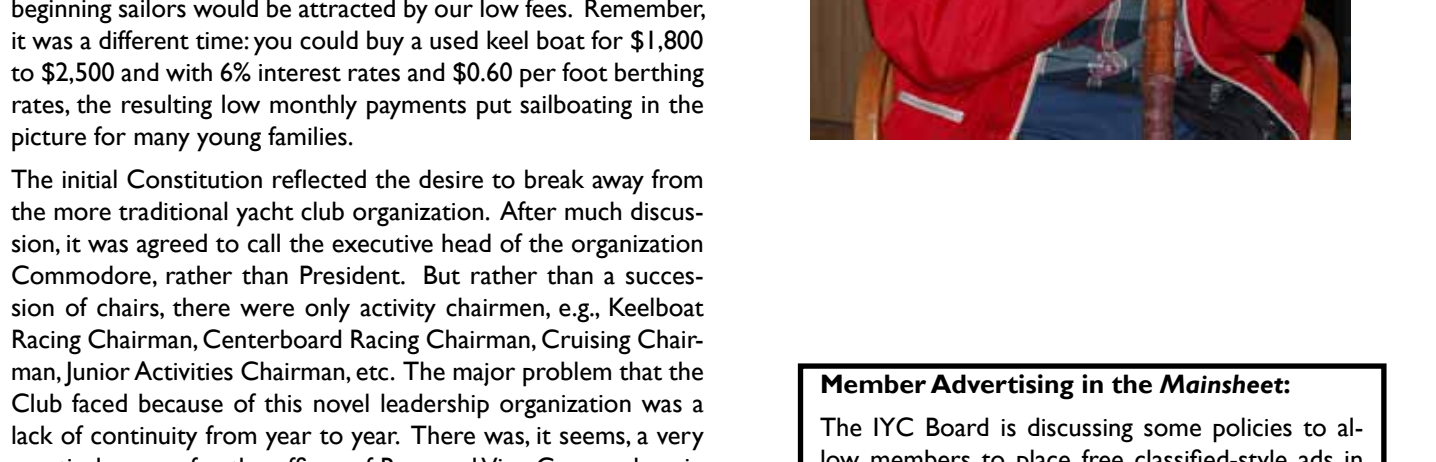 beginning sailors would be attracted by our low fees. Remember,
it was a different time: you could buy a used keel boat for $1,800
to $2,500 and with 6% interest rates and $0.60 per foot berthing
rates, the resulting low monthly payments put sailboating in the
picture for many young families.
The initial Constitution reflected the desire to break away from
the more traditional yacht club organization. After much discus-
sion, it was agreed to call the executive head of the organization
Commodore, rather than President. But rather than a succes-
sion of chairs, there were only activity chairmen, e.g., Keelboat
Racing Chairman, Centerboard Racing Chairman, Cruising Chair-
man, Junior Activities Chairman, etc. The major problem that the
Club faced because of this novel leadership organization was a
lack of continuity from year to year. There was, it seems, a very
Member Advertising in the Mainsheet:
The IYC Board is discussing some policies to al-
low members to place free classified-style ads in